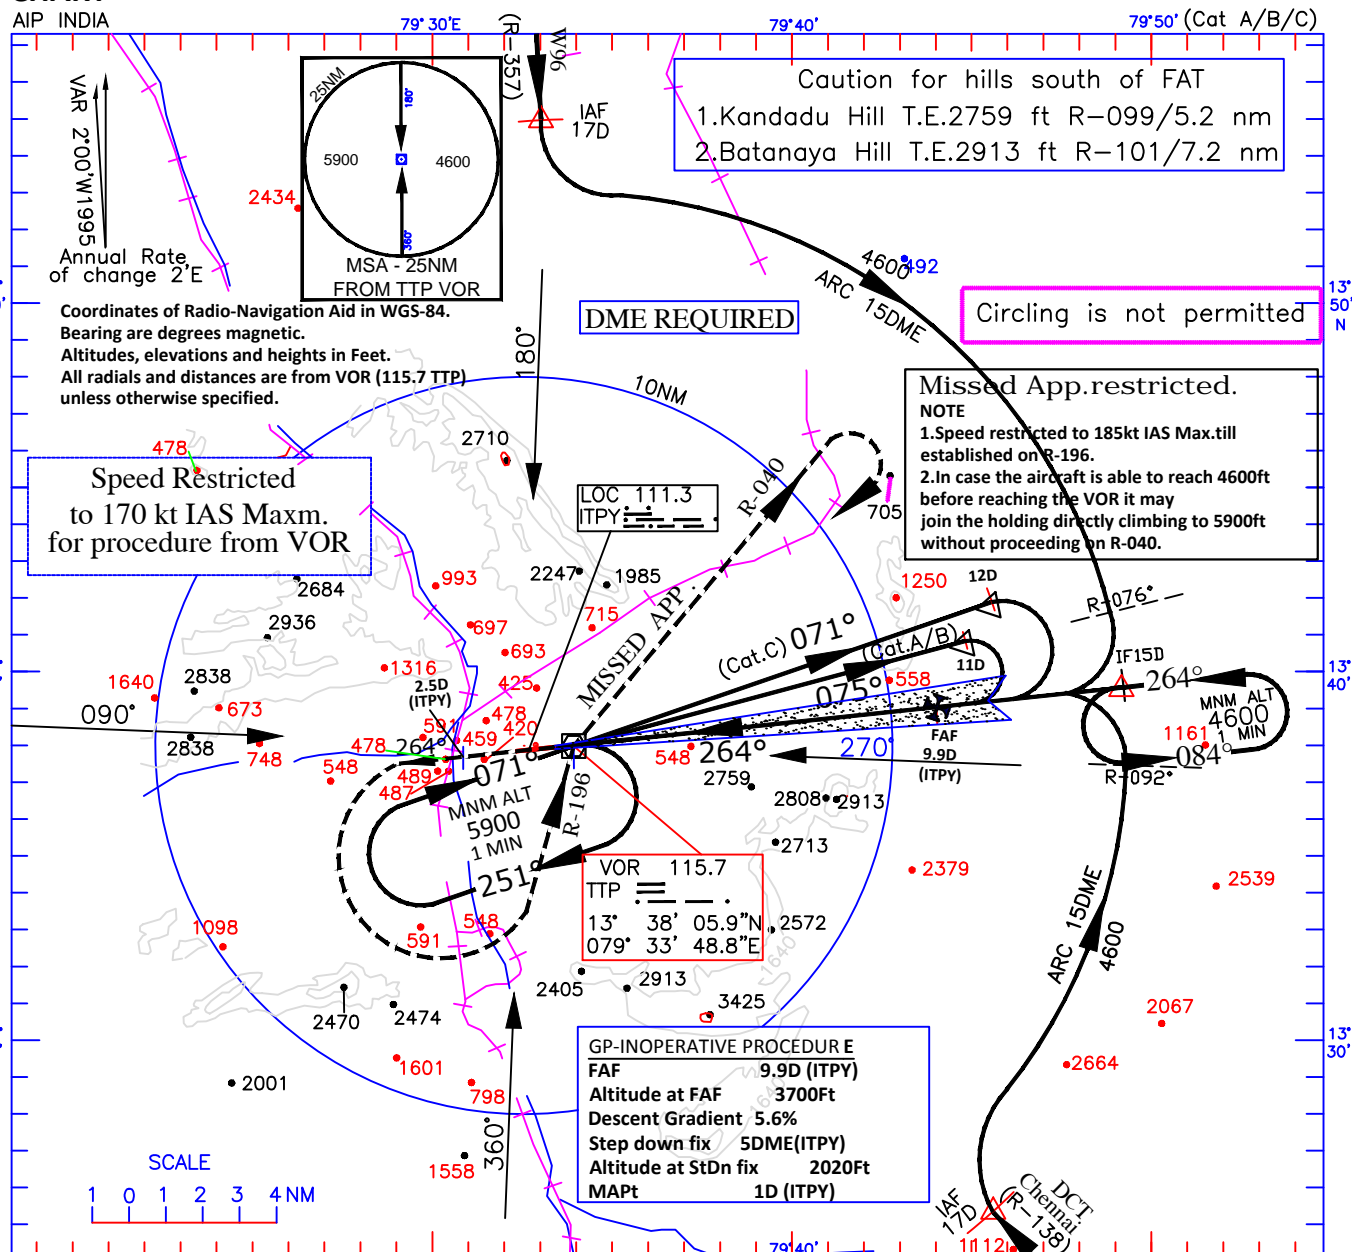 AIP INDIA
79°30'E
79°40'
79°50'
(Cat A/B/C)
(R-357)
W96
IAF
17D
Caution for hills south of FAT
1.Kandadu Hill T.E.2759 ft R-099/5.2 nm
2.Batanaya Hill T.E.2913 ft R-101/7.2 nm
VAR 2°00'W1995
Annual Rate
of change 2'E
2434
25NM
180°
5900
4600
360°
MSA - 25NM
FROM TTP VOR
Coordinates of Radio-Navigation Aid in WGS-84.
Bearing are degrees magnetic.
Altitudes, elevations and heights in Feet.
All radials and distances are from VOR (115.7 TTP)
unless otherwise specified.
180°
DME REQUIRED
4600
492
ARC 15DME
13°
50'
N
Circling is not permitted
10NM
Missed App.restricted.
NOTE
1.Speed restricted to 185kt IAS Max.till
established on R-196.
2.In case the aircraft is able to reach 4600ft
before reaching the VOR it may
join the holding directly climbing to 5900ft
without proceeding on R-040.
478
2710
Speed Restricted
to 170 kt IAS Maxm.
for procedure from VOR
LOC 111.3
ITPY
R-040
705
2684
993
2247
1985
1250
12D
R-076°
2936
697
715
MISSED APP.
693
(Cat.C) 071°
(Cat.A/B)
11D
IF15D
1640
2838
1316
2.5D
(ITPY)
425
075°
558
264°
13°
40'
673
478
MNM ALT
4600
1 MIN
090°
591
459
420
FAF
9.9D
(ITPY)
1161
2838
748
478
264°
264°
270°
548
084°
548
489
487
071°
2759
R-092°
MNM ALT
5900
1 MIN
R-196
2808
2913
2713
251°
VOR 115.7
TTP
13° 38' 05.9"N
079° 33' 48.8"E
2379
2539
1098
591
548
2572
1640
ARC 15DME
4600
2405
2913
3425
2470
2474
2067
13°
30'
1601
2664
2001
798
GP-INOPERATIVE PROCEDUR E
FAF 9.9D (ITPY)
Altitude at FAF 3700Ft
Descent Gradient 5.6%
Step down fix 5DME(ITPY)
Altitude at StDn fix 2020Ft
MAPt 1D (ITPY)
1640
360°
1558
SCALE
1 0 1 2 3 4 NM
IAF
17D
DCT
Chennai
(R-138)
1112
79°40'